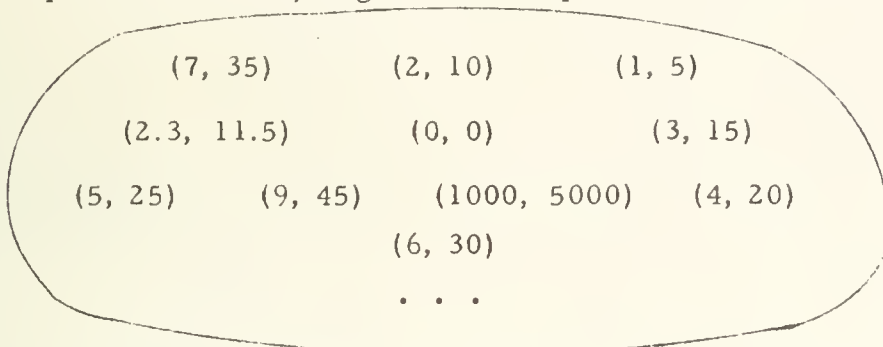 (7, 35) (2, 10) (1, 5)
(2.3, 11.5) (0, 0) (3, 15)
(5, 25) (9, 45) (1000, 5000) (4, 20)
(6, 30)
. . .